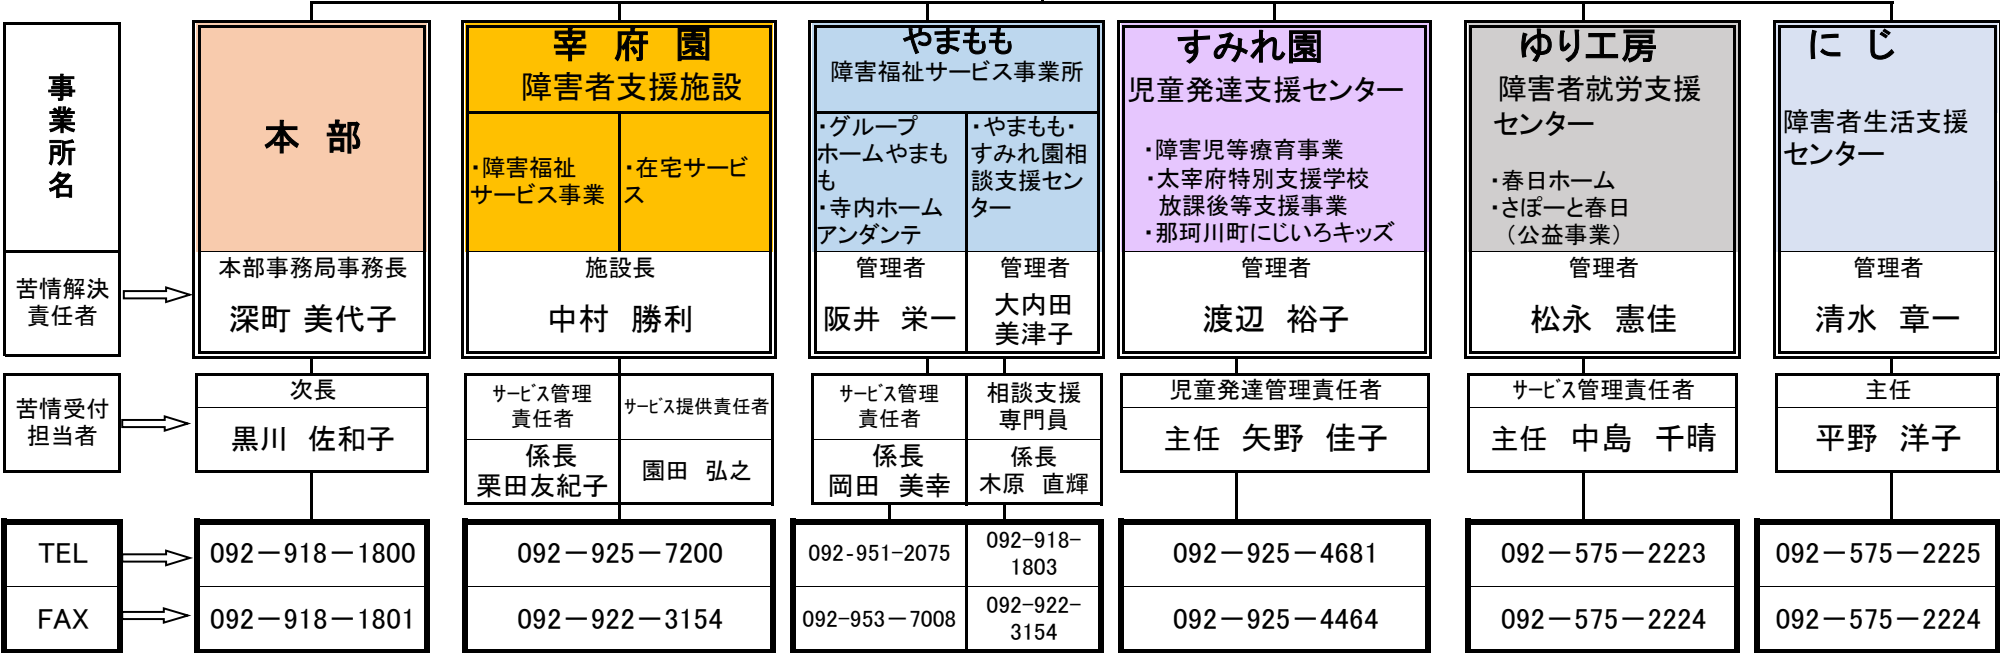 事業所名
本　部
宰　府　園
障害者支援施設
・障害福祉
サービス事業
・在宅サービ
ス
やまもも
障害福祉サービス事業所
・グループ
ホームやまも
も
・寺内ホーム
アンダンテ
・やまもも・
すみれ園相
談支援セン
ター
すみれ園
児童発達支援センター
・障害児等療育事業
・太宰府特別支援学校
放課後等支援事業
・那珂川町にじいろキッズ
ゆり工房
障害者就労支援
センター
・春日ホーム
・さぽーと春日
（公益事業）
に　じ
障害者生活支援
センター
苦情解決
責任者
本部事務局事務長
深町 美代子
施設長
中村　勝利
管理者
阪井　栄一
管理者
大内田
美津子
管理者
渡辺　裕子
管理者
松永　憲佳
管理者
清水　章一
苦情受付
担当者
次長
黒川　佐和子
サービス管理
責任者
係長
栗田友紀子
サービス提供責任者
園田　弘之
サービス管理
責任者
係長
岡田　美幸
相談支援
専門員
係長
木原　直輝
児童発達管理責任者
主任 矢野 佳子
サービス管理責任者
主任　中島　千晴
主任
平野　洋子
TEL
092－918－1800
092－925－7200
092-951-2075
092-918-
1803
092－925－4681
092－575－2223
092－575－2225
FAX
092－918－1801
092－922－3154
092-953－7008
092-922-
3154
092－925－4464
092－575－2224
092－575－2224